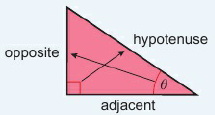 hypotenuse
opposite
θ
adjacent